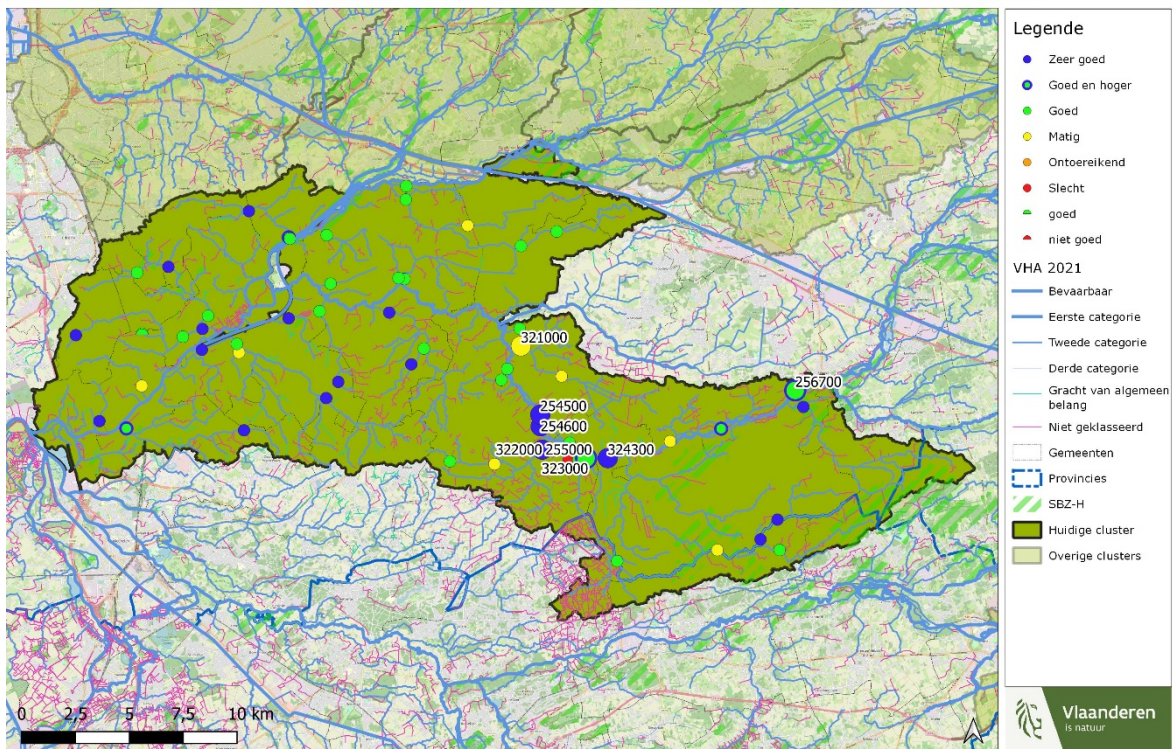 321000
256700
254500
254600
322000
255000
324300
323000
0
2,5
5
7,5
10 km
Legende
Zeer goed
Goed en hoger
Goed
Matig
Ontoereikend
Slecht
goed
niet goed
VHA 2021
Bevaarbaar
Eerste categorie
Tweede categorie
Derde categorie
Gracht van algemeen
belang
Niet geklasseerd
Gemeenten
Provincies
SBZ-H
Huidige cluster
Overige clusters
Vlaanderen
is natuur